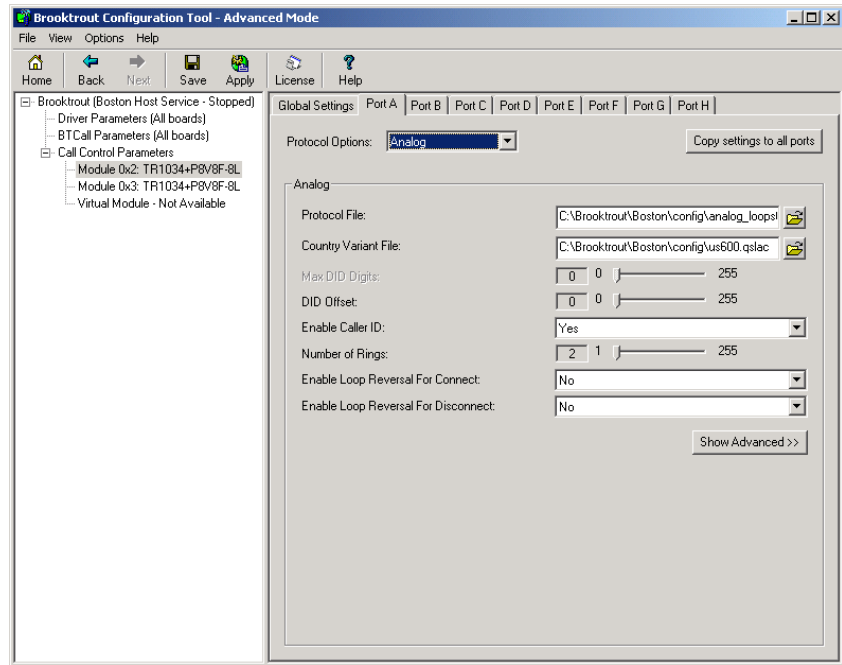 Brooktrout Configuration Tool - Advanced Mode
File View Options Help
Home Back Next Save Apply License Help
Brooktrout (Boston Host Service - Stopped)
Driver Parameters (All boards)
BTCall Parameters (All boards)
Call Control Parameters
Module 0x2: TR1034+P8V8F-8L
Module 0x3: TR1034+P8V8F-8L
Virtual Module - Not Available
Global Settings Port A Port B Port C Port D Port E Port F Port G Port H
Protocol Options: Analog Copy settings to all ports
Analog
Protocol File: C:\Brooktrout\Boston\config\analog_loopst
Country Variant File: C:\Brooktrout\Boston\config\us600.qslac
Max DID Digits: 0 0 255
DID Offset: 0 0 255
Enable Caller ID: Yes
Number of Rings: 2 1 255
Enable Loop Reversal For Connect: No
Enable Loop Reversal For Disconnect: No
Show Advanced >>